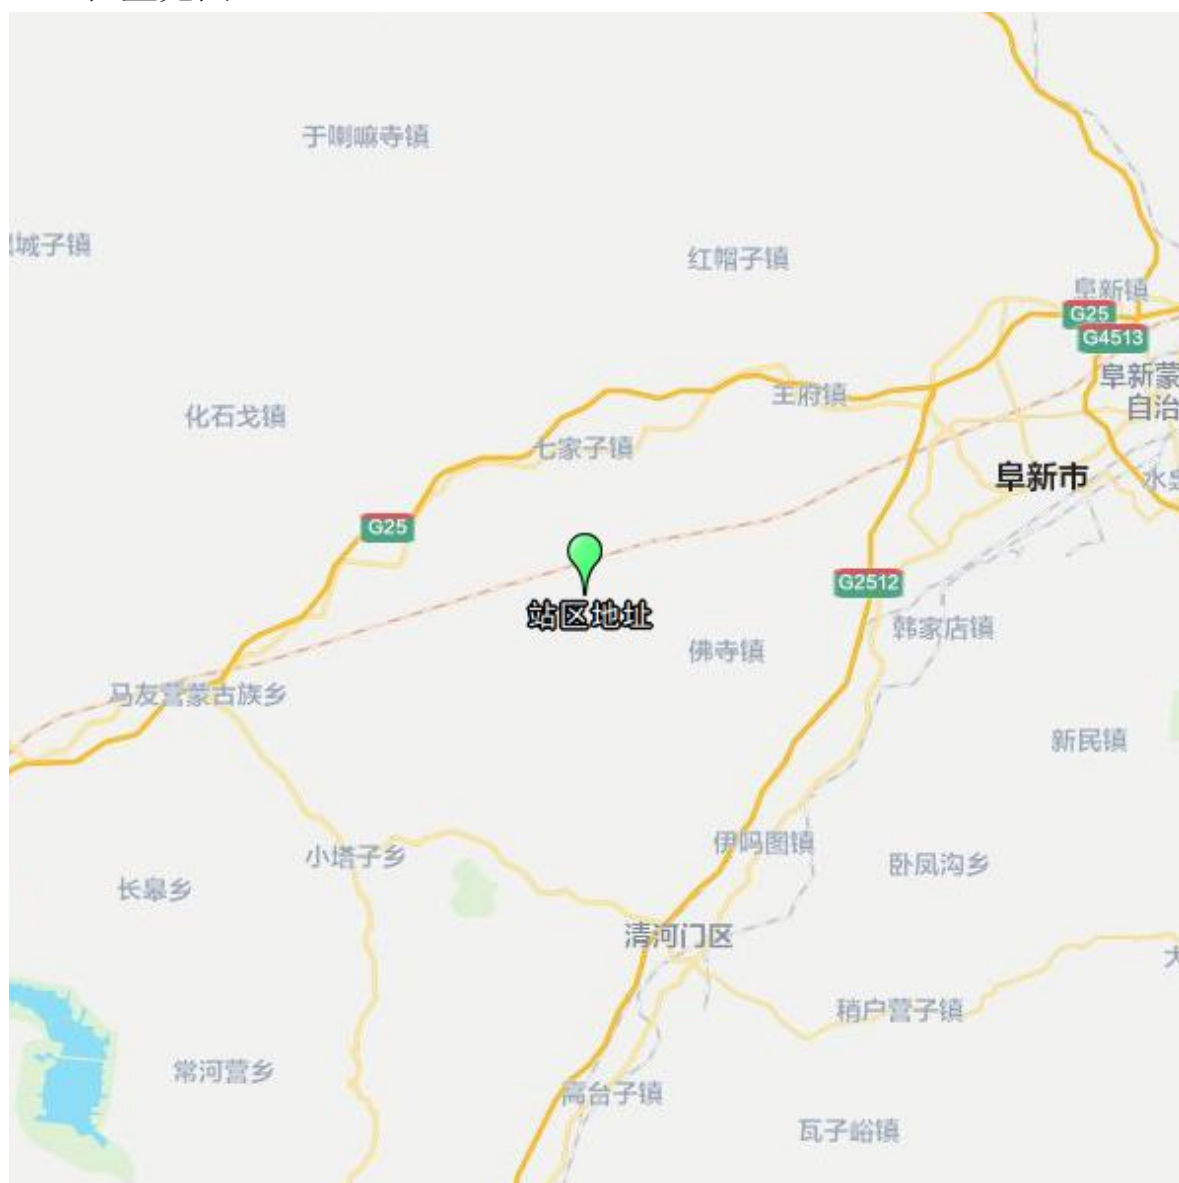 于喇嘛寺镇
城子镇
红帽子镇
阜新镇
G25
G4513
阜新蒙
自治
王府镇
化石戈镇
七家子镇
阜新市
水泉
G25
G2512
站区地址
韩家店镇
佛寺镇
马友营蒙古族乡
新民镇
伊吗图镇
小塔子乡
卧凤沟乡
长皋乡
清河门区
大
稍户营子镇
常河营乡
高台子镇
瓦子峪镇